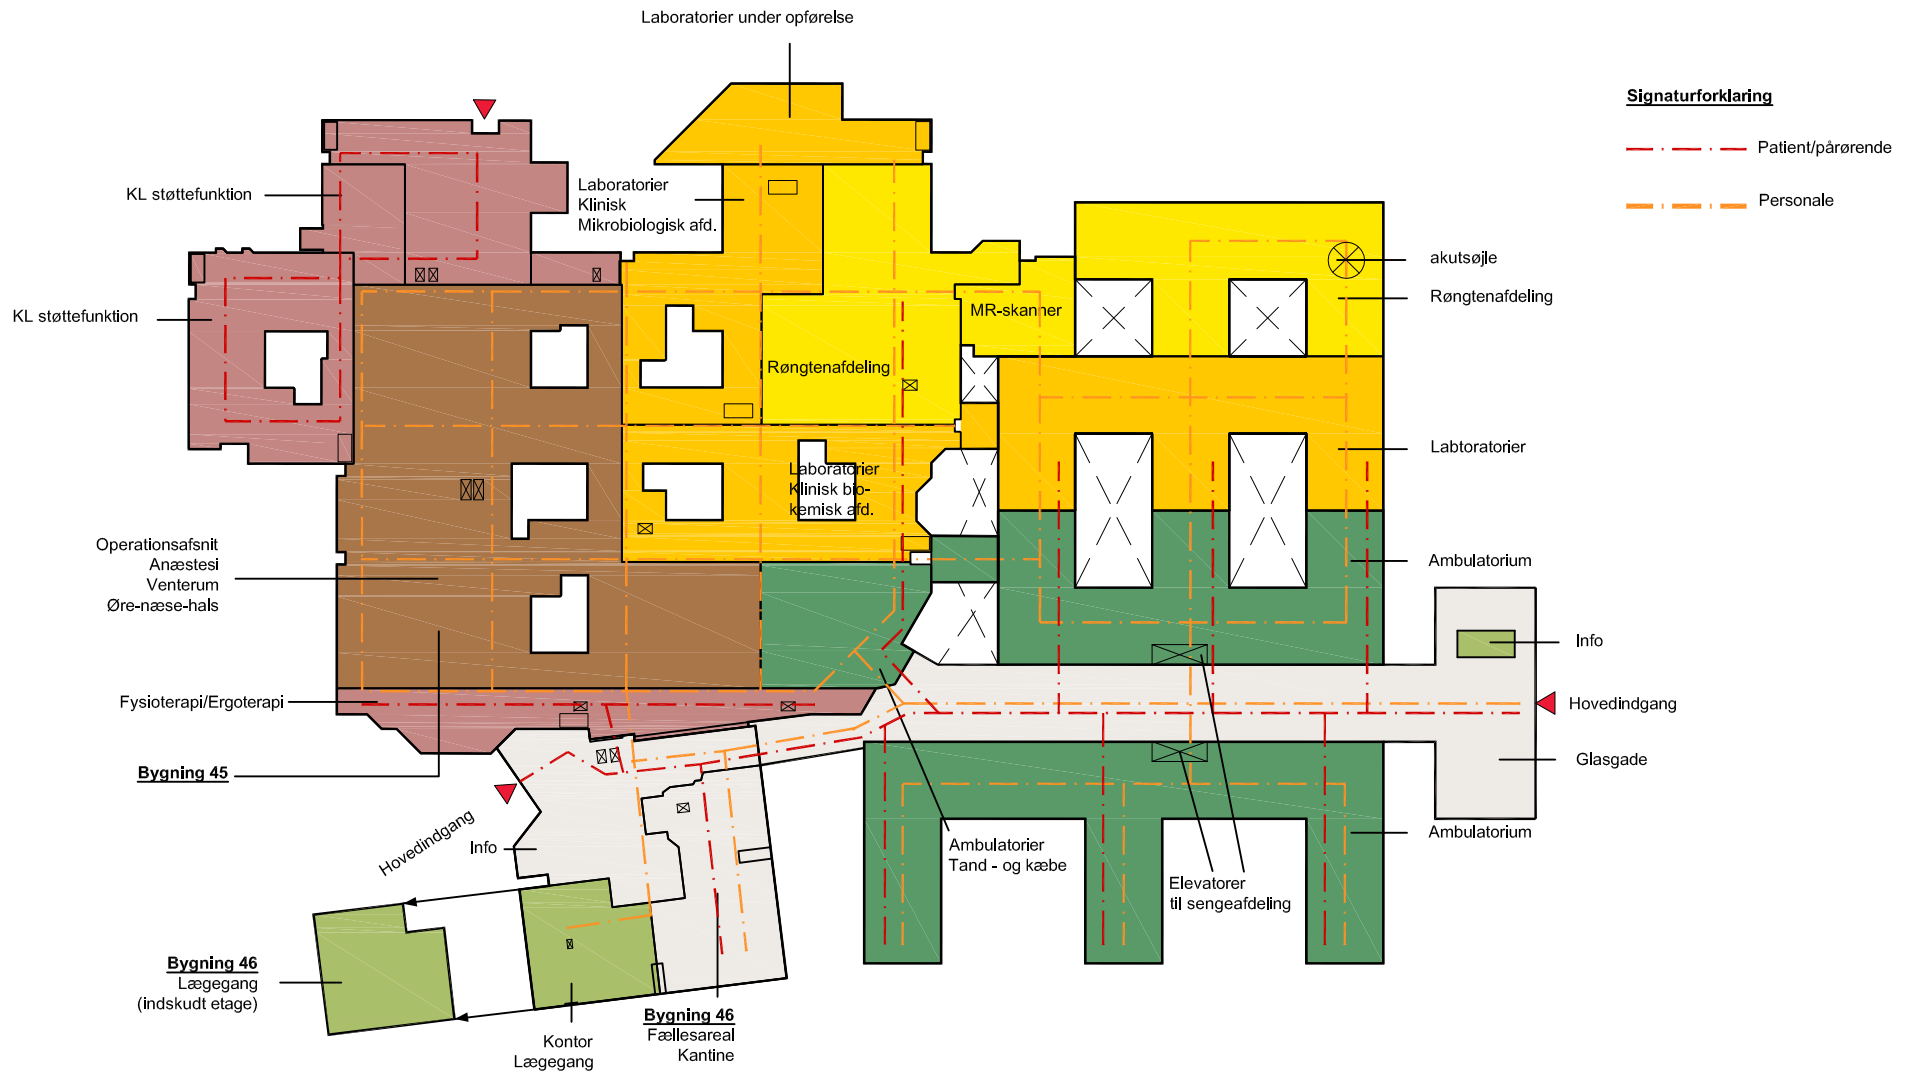 Laboratorier under opførelse
Signaturforklaring
Patient/pårørende
Personale
KL støttefunktion
Laboratorier
Klinisk
Mikrobiologisk afd.
akutsøjle
Røngtenafdeling
KL støttefunktion
MR-skanner
Røngtenafdeling
Labtoratorier
Laboratorier
Klinisk bio-
kemisk afd.
Operationsafsnit
Anæstesi
Venterum
Øre-næse-hals
Ambulatorium
Info
Fysioterapi/Ergoterapi
Hovedindgang
Glasgade
Bygning 45
Hovedindgang
Info
Ambulatorier
Tand - og kæbe
Ambulatorium
Elevatorer
til sengeafdeling
Bygning 46
Lægegang
(indskudt etage)
Kontor
Lægegang
Bygning 46
Fællesareal
Kantine